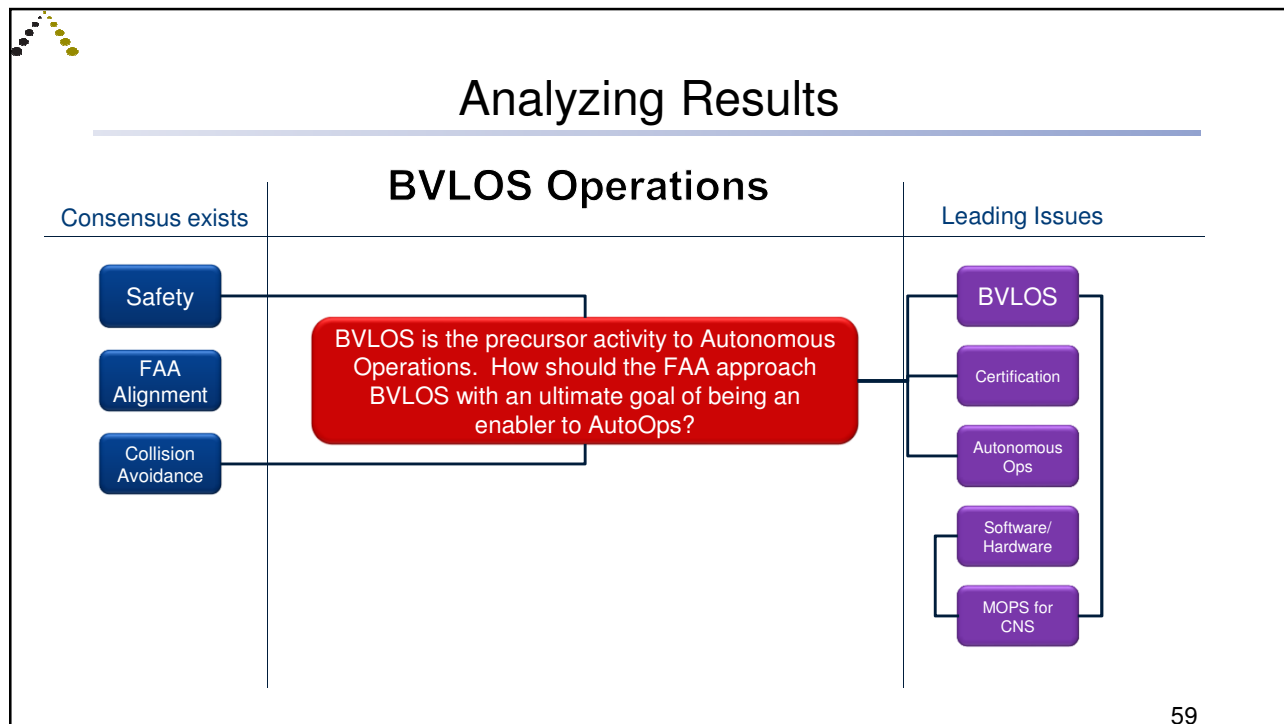 Analyzing Results
BVLOS Operations
Consensus exists
Leading Issues
Safety
FAA
Alignment
Collision
Avoidance
BVLOS is the precursor activity to Autonomous
Operations. How should the FAA approach
BVLOS with an ultimate goal of being an
enabler to AutoOps?
BVLOS
Certification
Autonomous
Ops
Software/
Hardware
MOPS for
CNS
59